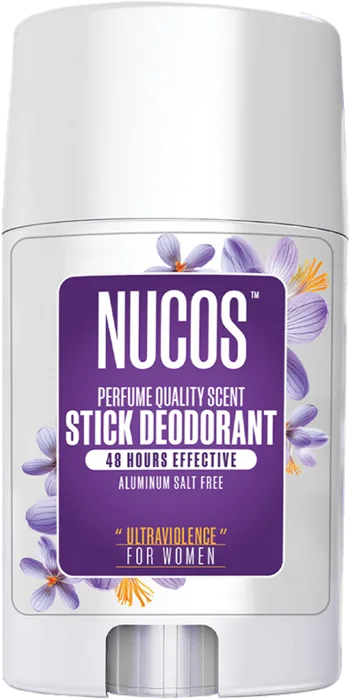 NUCOS™
PERFUME QUALITY SCENT
STICK DEODORANT
48 HOURS EFFECTIVE
ALUMINUM SALT FREE
"ULTRAVIOLENCE"
FOR WOMEN